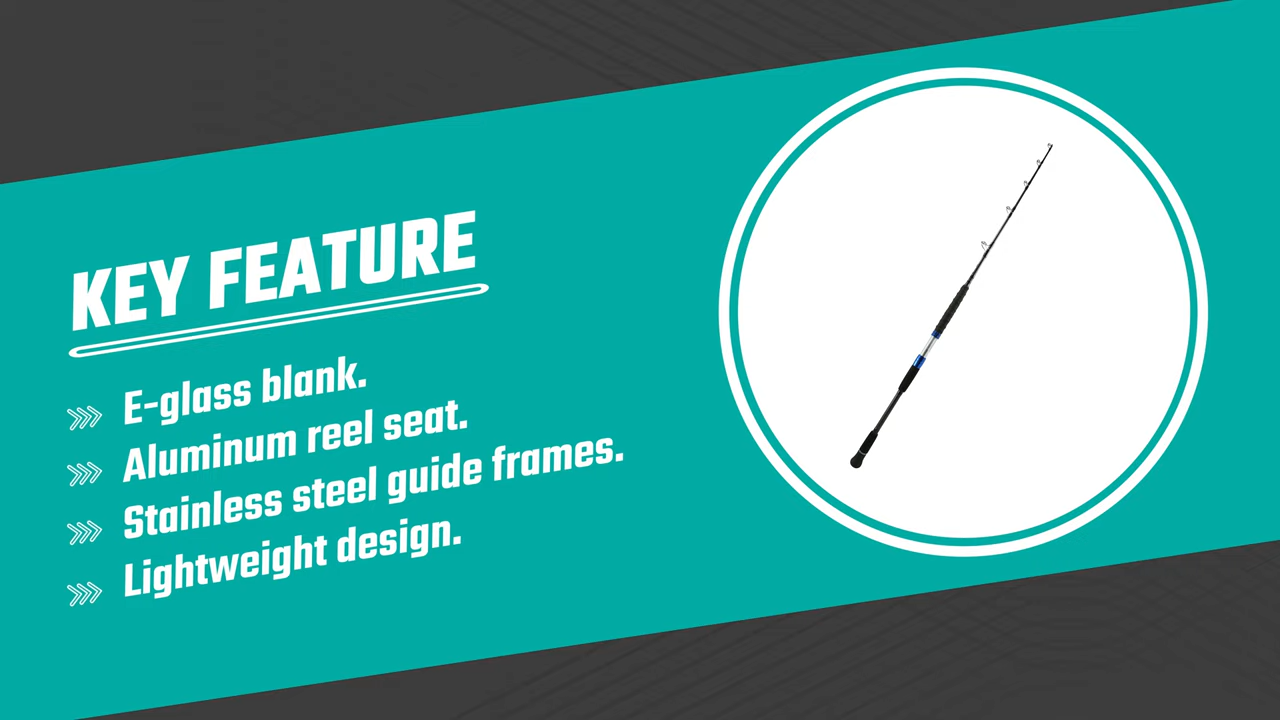 KEY FEATURE
E-glass blank.
Aluminum reel seat.
Stainless steel guide frames.
Lightweight design.